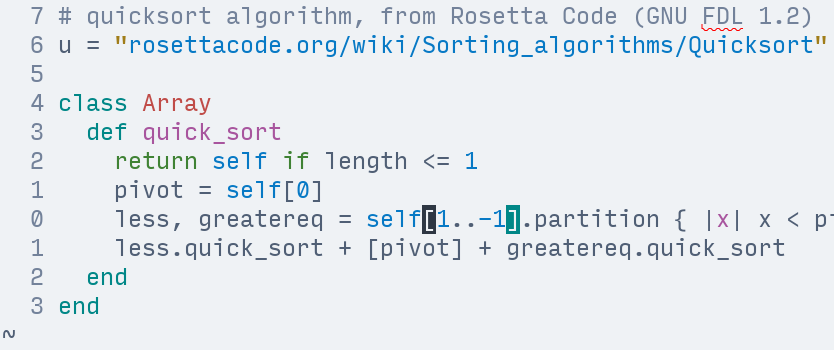 7 # quicksort algorithm, from Rosetta Code (GNU FDL 1.2)
6 u = "rosettacode.org/wiki/Sorting_algorithms/Quicksort"
5
4 class Array
3   def quick_sort
2     return self if length <= 1
1     pivot = self[0]
0     less, greatereq = self[1..-1].partition { |x| x < p
1     less.quick_sort + [pivot] + greatereq.quick_sort
2   end
3 end
~